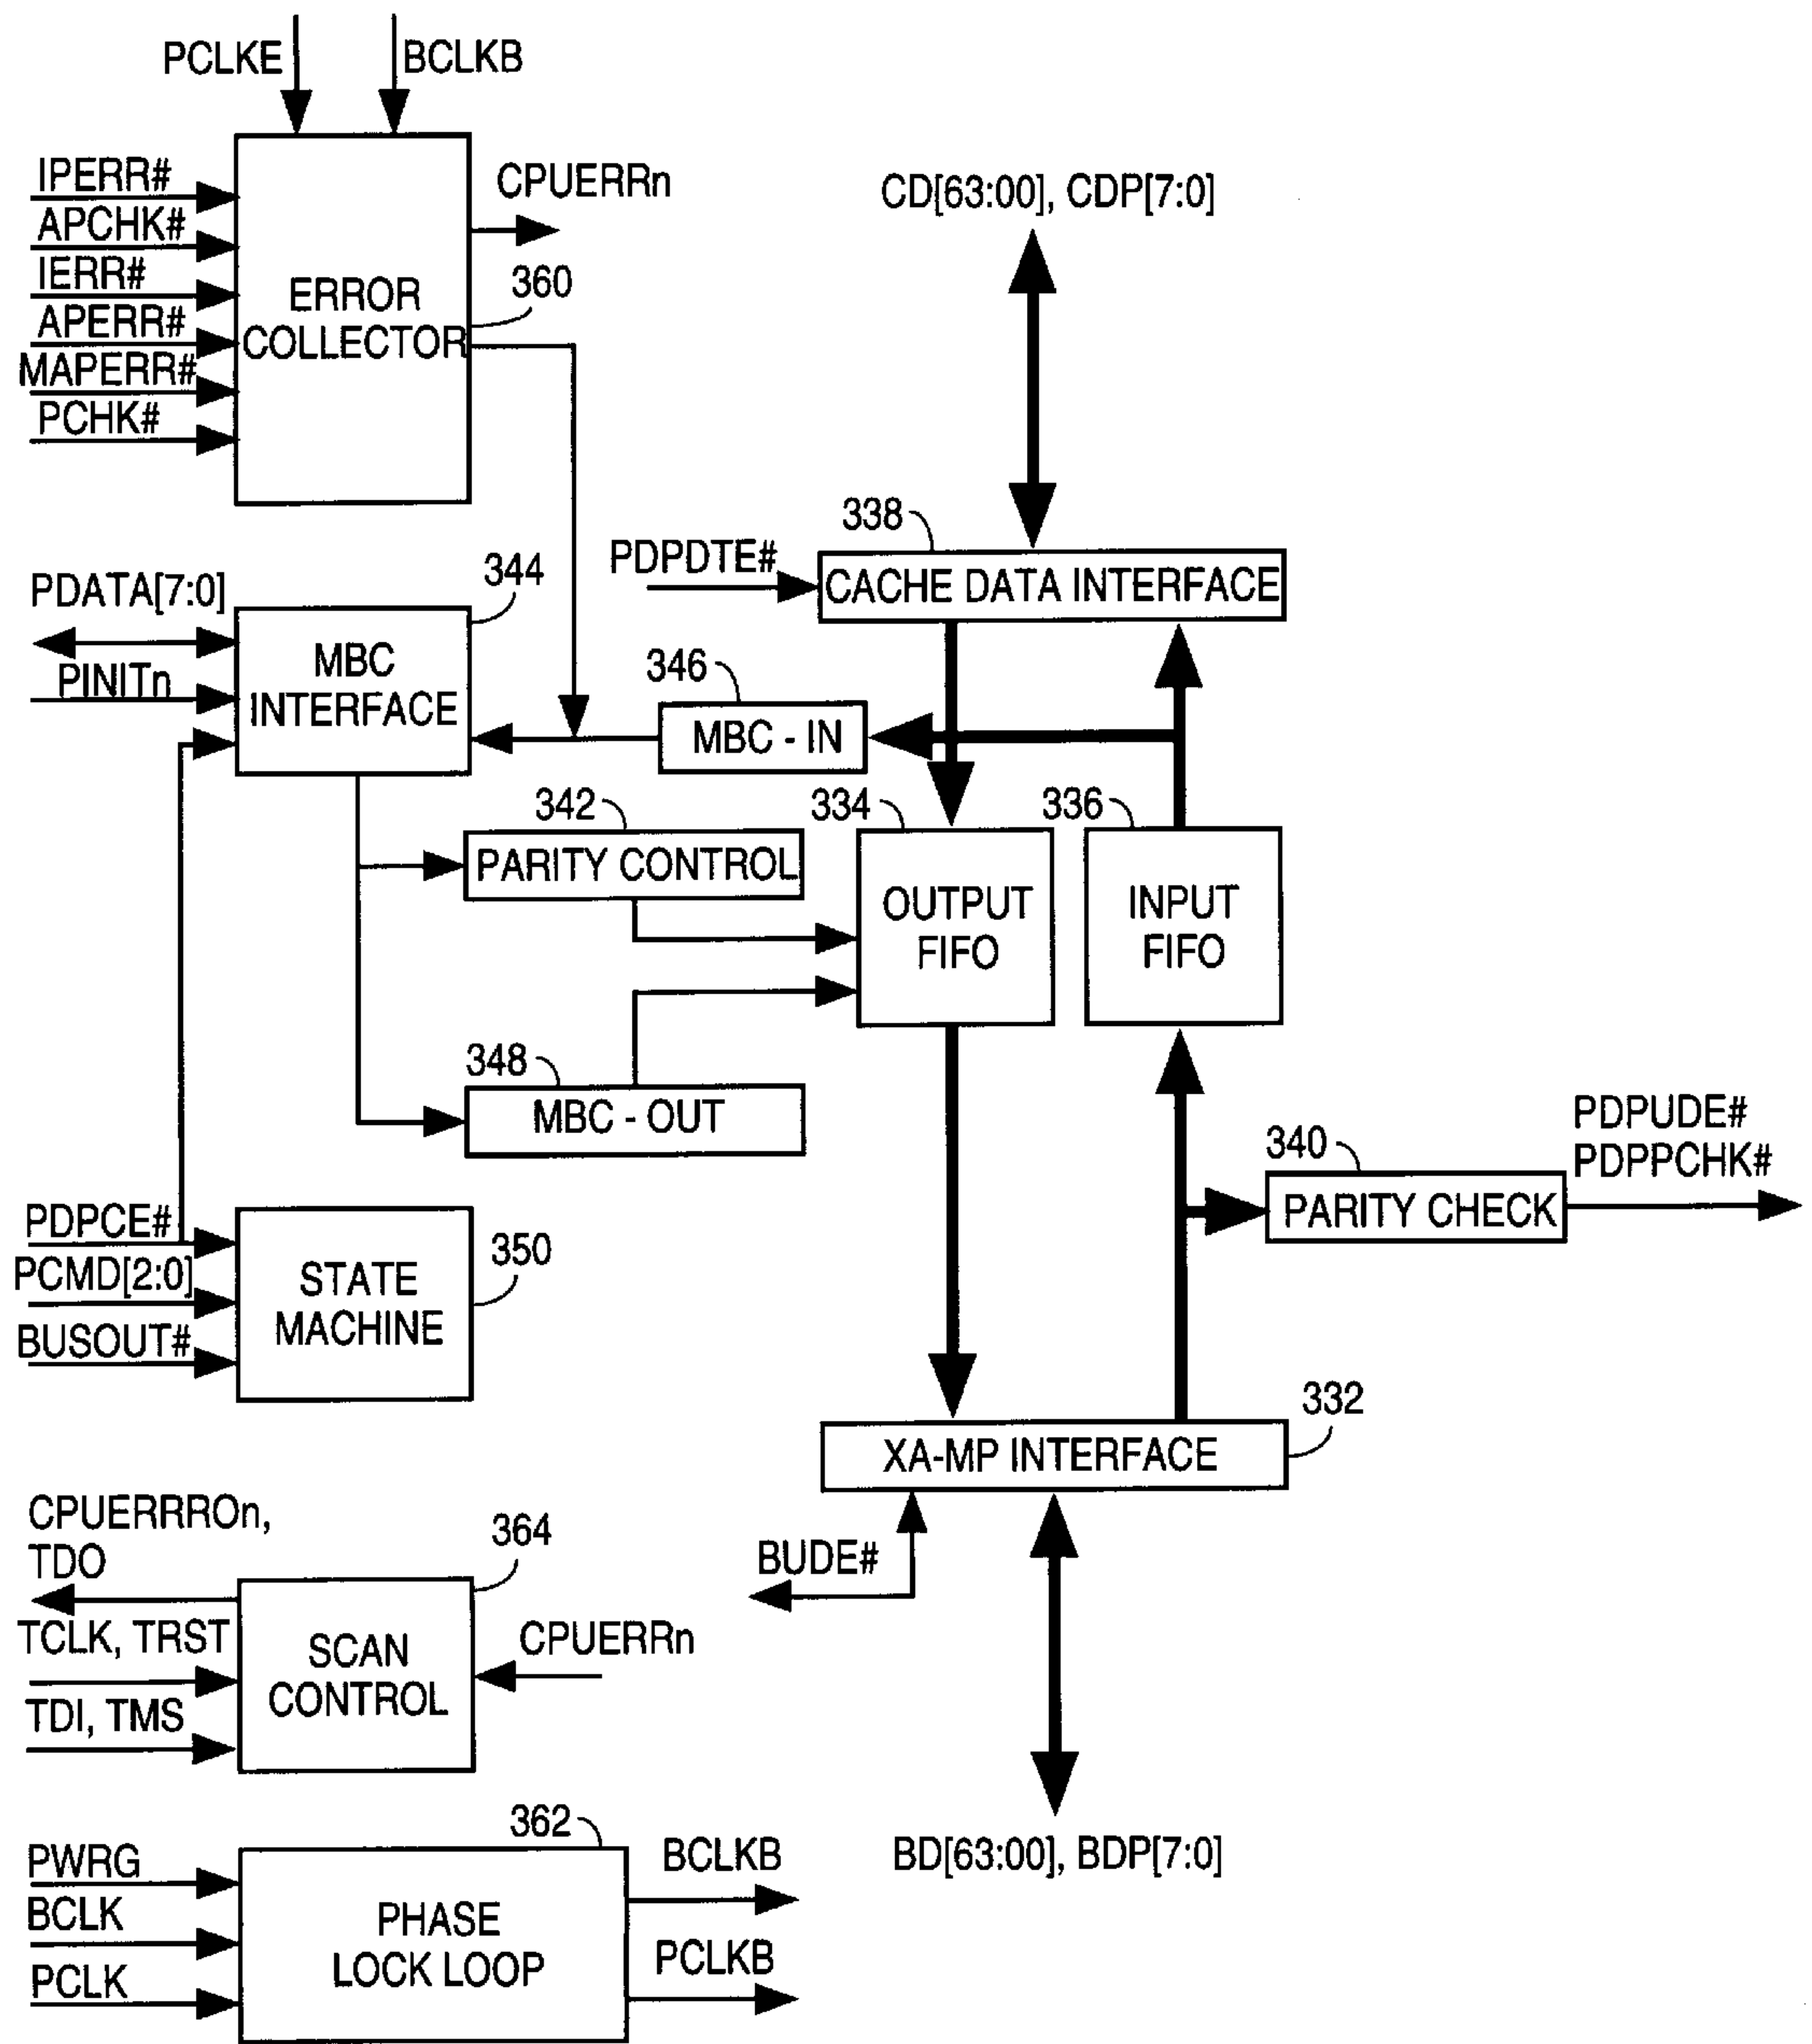 PCLKE
BCLKB
IPERR#
APCHK#
IERR#
APERR#
MAPERR#
PCHK#
ERROR
COLLECTOR
CPUERRn
360
CD[63:00], CDP[7:0]
338
PDPDTE#
CACHE DATA INTERFACE
344
PDATA[7:0]
PINITn
MBC
INTERFACE
346
MBC - IN
342
PARITY CONTROL
334
OUTPUT
FIFO
336
INPUT
FIFO
348
MBC - OUT
340
PARITY CHECK
PDPUDE#
PDPPCHK#
PDPCE#
PCMD[2:0]
BUSOUT#
STATE
MACHINE
350
332
XA-MP INTERFACE
BUDE#
BD[63:00], BDP[7:0]
CPUERRROn,
TDO
TCLK, TRST
TDI, TMS
364
SCAN
CONTROL
CPUERRn
362
PWRG
BCLK
PCLK
PHASE
LOCK LOOP
BCLKB
PCLKB